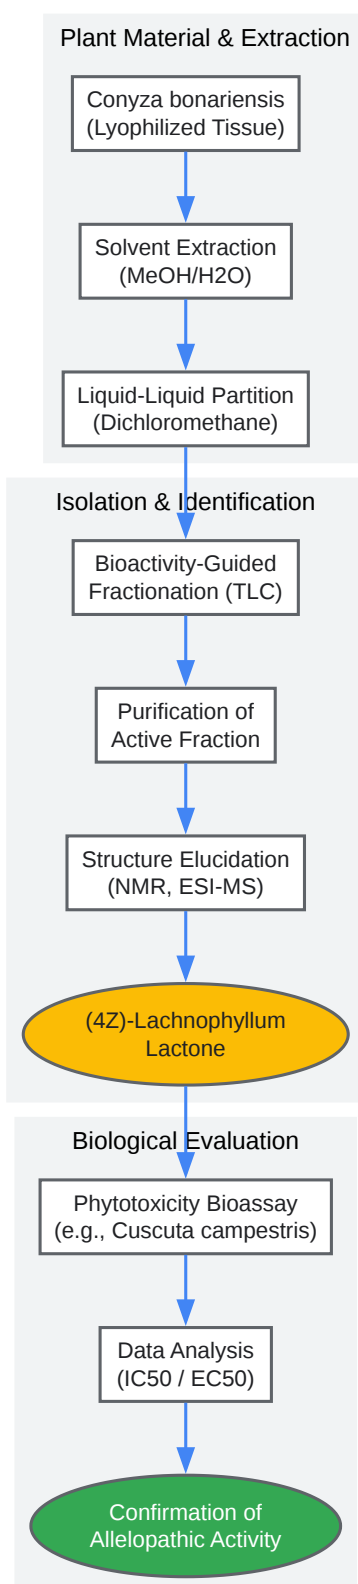 Plant Material & Extraction
Conyza bonariensis
(Lyophilized Tissue)
Solvent Extraction
(MeOH/H2O)
Liquid-Liquid Partition
(Dichloromethane)
Isolation & Identification
Bioactivity-Guided
Fractionation (TLC)
Purification of
Active Fraction
Structure Elucidation
(NMR, ESI-MS)
(4Z)-Lachnophyllum
Lactone
Biological Evaluation
Phytotoxicity Bioassay
(e.g., Cuscuta campestris)
Data Analysis
(IC50 / EC50)
Confirmation of
Allelopathic Activity